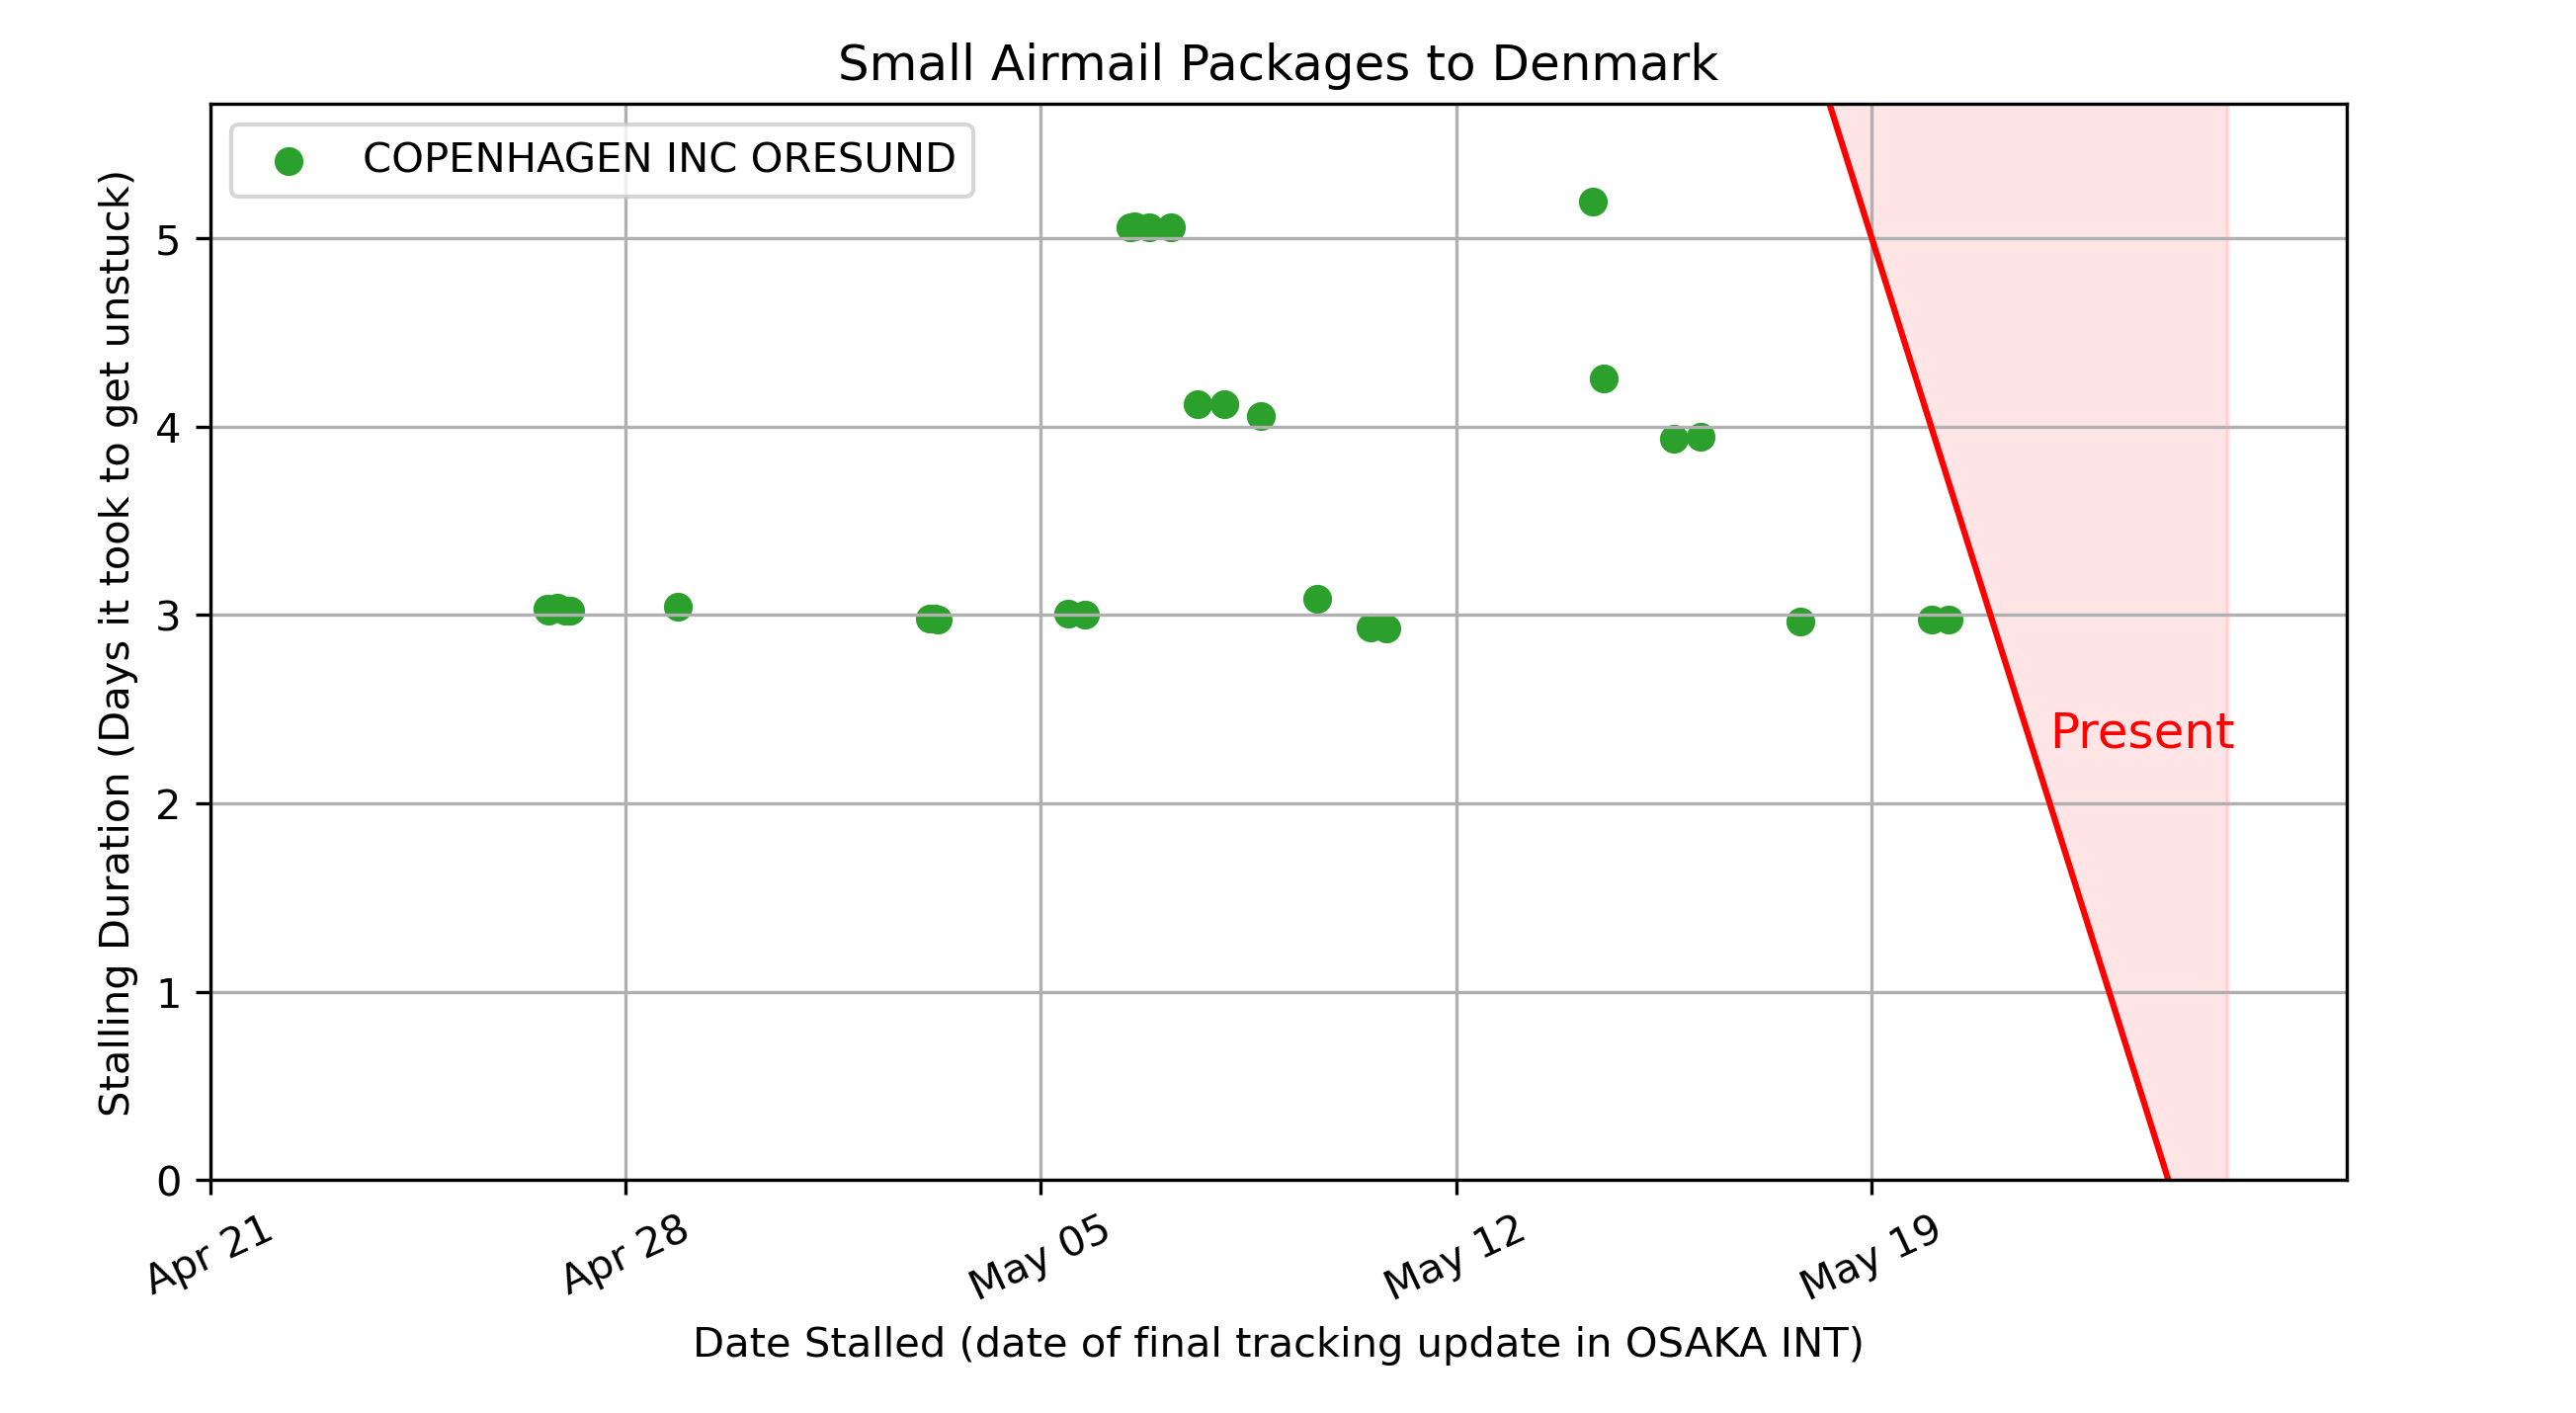 Small Airmail Packages to Denmark
COPENHAGEN INC ORESUND
Stalling Duration (Days it took to get unstuck)
5
4
3
2
1
0
Present
Apr 21
Apr 28
May 05
May 12
May 19
Date Stalled (date of final tracking update in OSAKA INT)